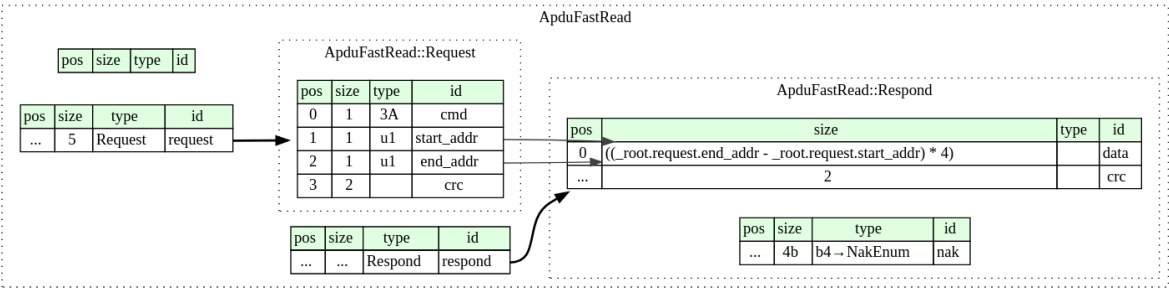 ApduFastRead
pos size type id
pos size type id
... 5 Request request
ApduFastRead::Request
pos size type id
0 1 3A cmd
1 1 u1 start_addr
2 1 u1 end_addr
3 2 crc
pos size type id
... ... Respond respond
ApduFastRead::Respond
pos size type id
0 ((_root.request.end_addr - _root.request.start_addr) * 4) data
... 2 crc
pos size type id
... 4b b4→NakEnum nak